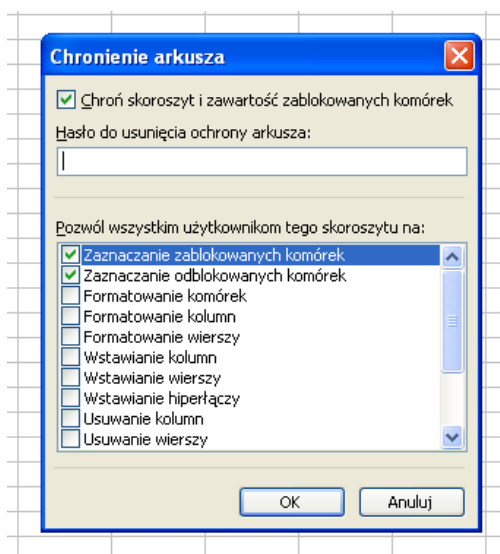 Chronienie arkusza
Chroń skoroszyt i zawartość zablokowanych komórek
Hasło do usunięcia ochrony arkusza:
Pozwól wszystkim użytkownikom tego skoroszytu na:
Zaznaczanie zablokowanych komórek
Zaznaczanie odblokowanych komórek
Formatowanie komórek
Formatowanie kolumn
Formatowanie wierszy
Wstawianie kolumn
Wstawianie wierszy
Wstawianie hiperłączy
Usuwanie kolumn
Usuwanie wierszy
OK Anuluj